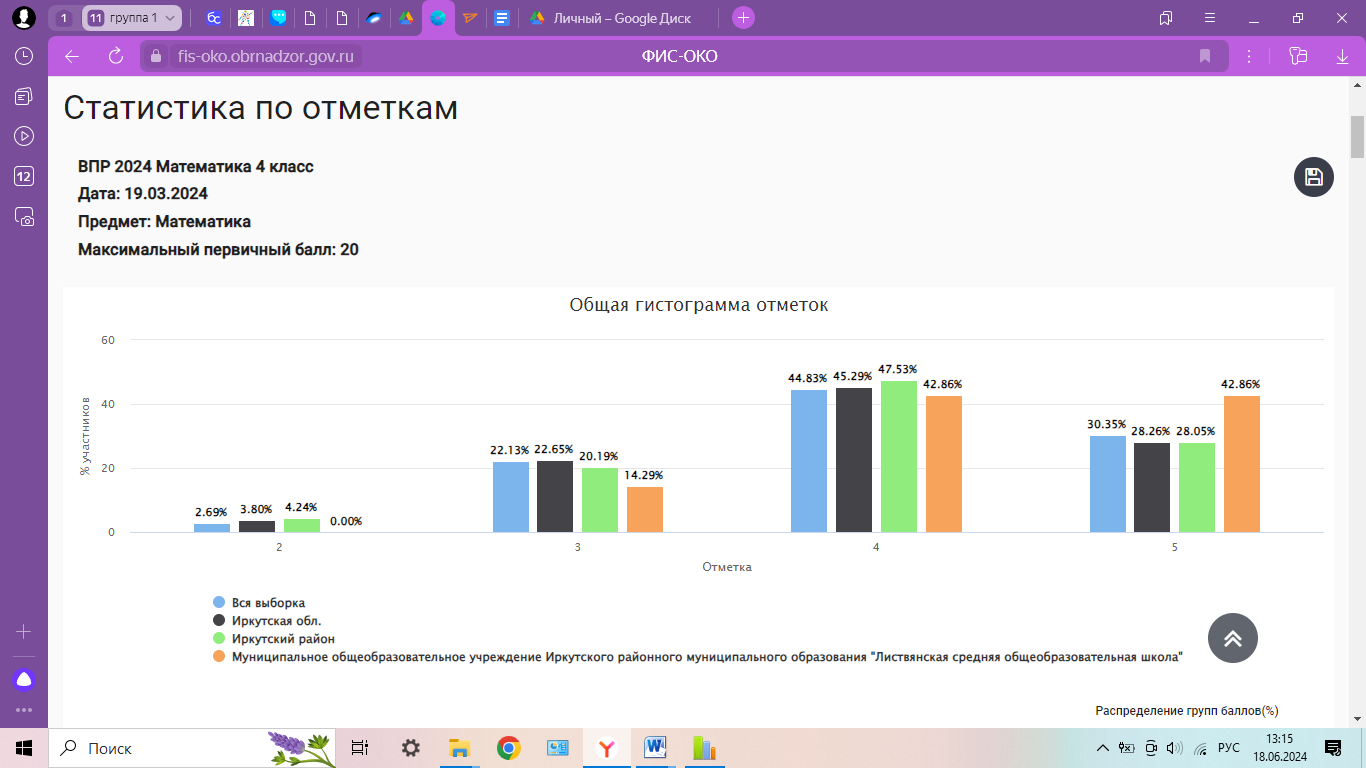 1
11 группа 1
Личный – Google Диск
fis-oko.obrnadzor.gov.ru
ФИС-ОКО
12
Статистика по отметкам
ВПР 2024 Математика 4 класс
Дата: 19.03.2024
Предмет: Математика
Максимальный первичный балл: 20
Общая гистограмма отметок
60
40
20
0
% участников
2.69% 3.80% 4.24% 0.00%
22.13% 22.65% 20.19% 14.29%
44.83% 45.29% 47.53% 42.86%
30.35% 28.26% 28.05% 42.86%
2 3 4 5
Отметка
Вся выборка
Иркутская обл.
Иркутский район
Муниципальное общеобразовательное учреждение Иркутского районного муниципального образования "Листвянская средняя общеобразовательная школа"
Распределение групп баллов(%)
Поиск
РУС
13:15
18.06.2024